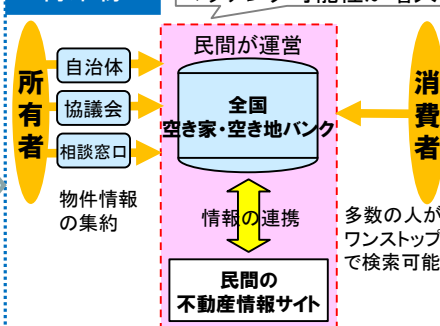 民間が運営
所有者
自治体
協議会
相談窓口
全国
空き家・空き地バンク
消費者
物件情報
の集約
情報の連携
多数の人が
ワンストップ
で検索可能
民間の
不動産情報サイト